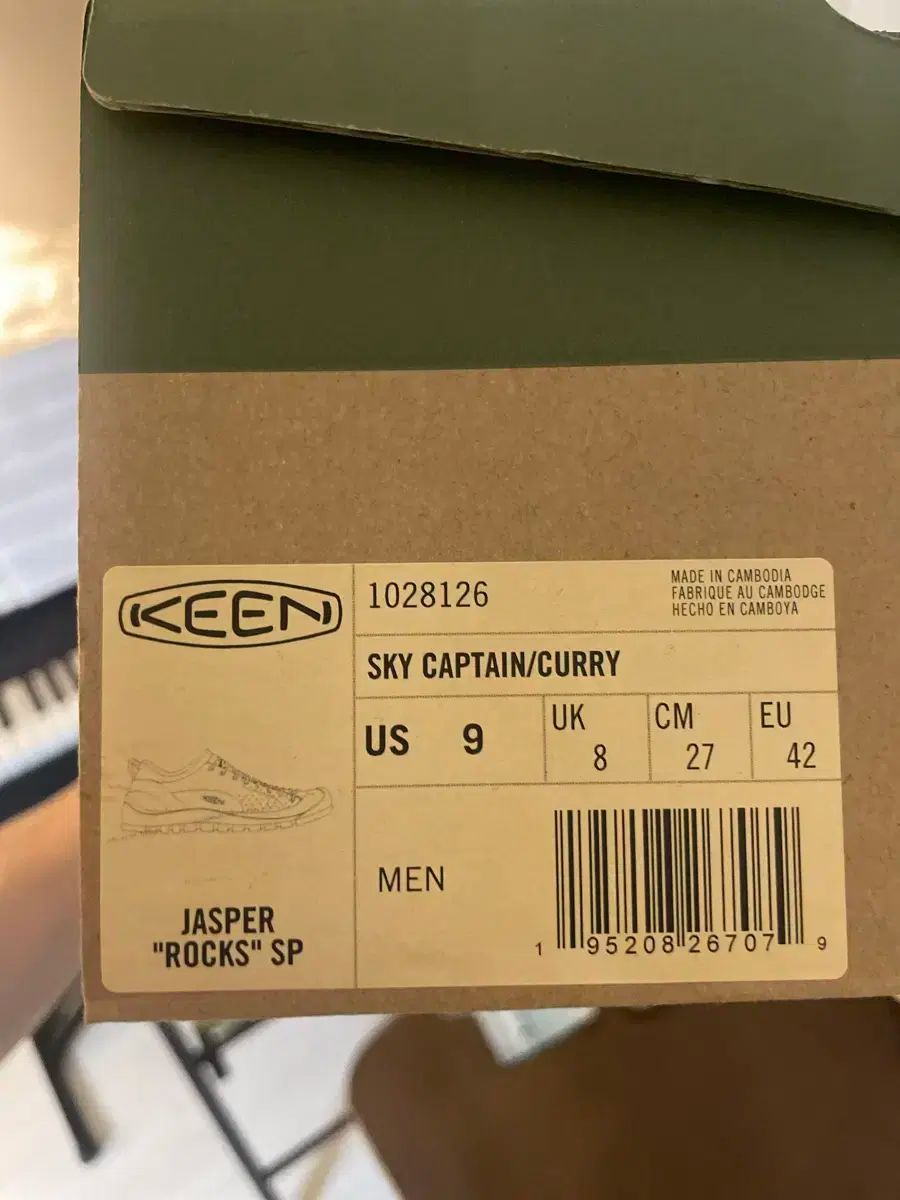 KEEN
1028126
MADE IN CAMBODIA
FABRIQUE AU CAMBODGE
HECHO EN CAMBOYA
SKY CAPTAIN/CURRY
US 9
UK 8
CM 27
EU 42
KEEN
JASPER
"ROCKS" SP
MEN
1 95208 26707 9